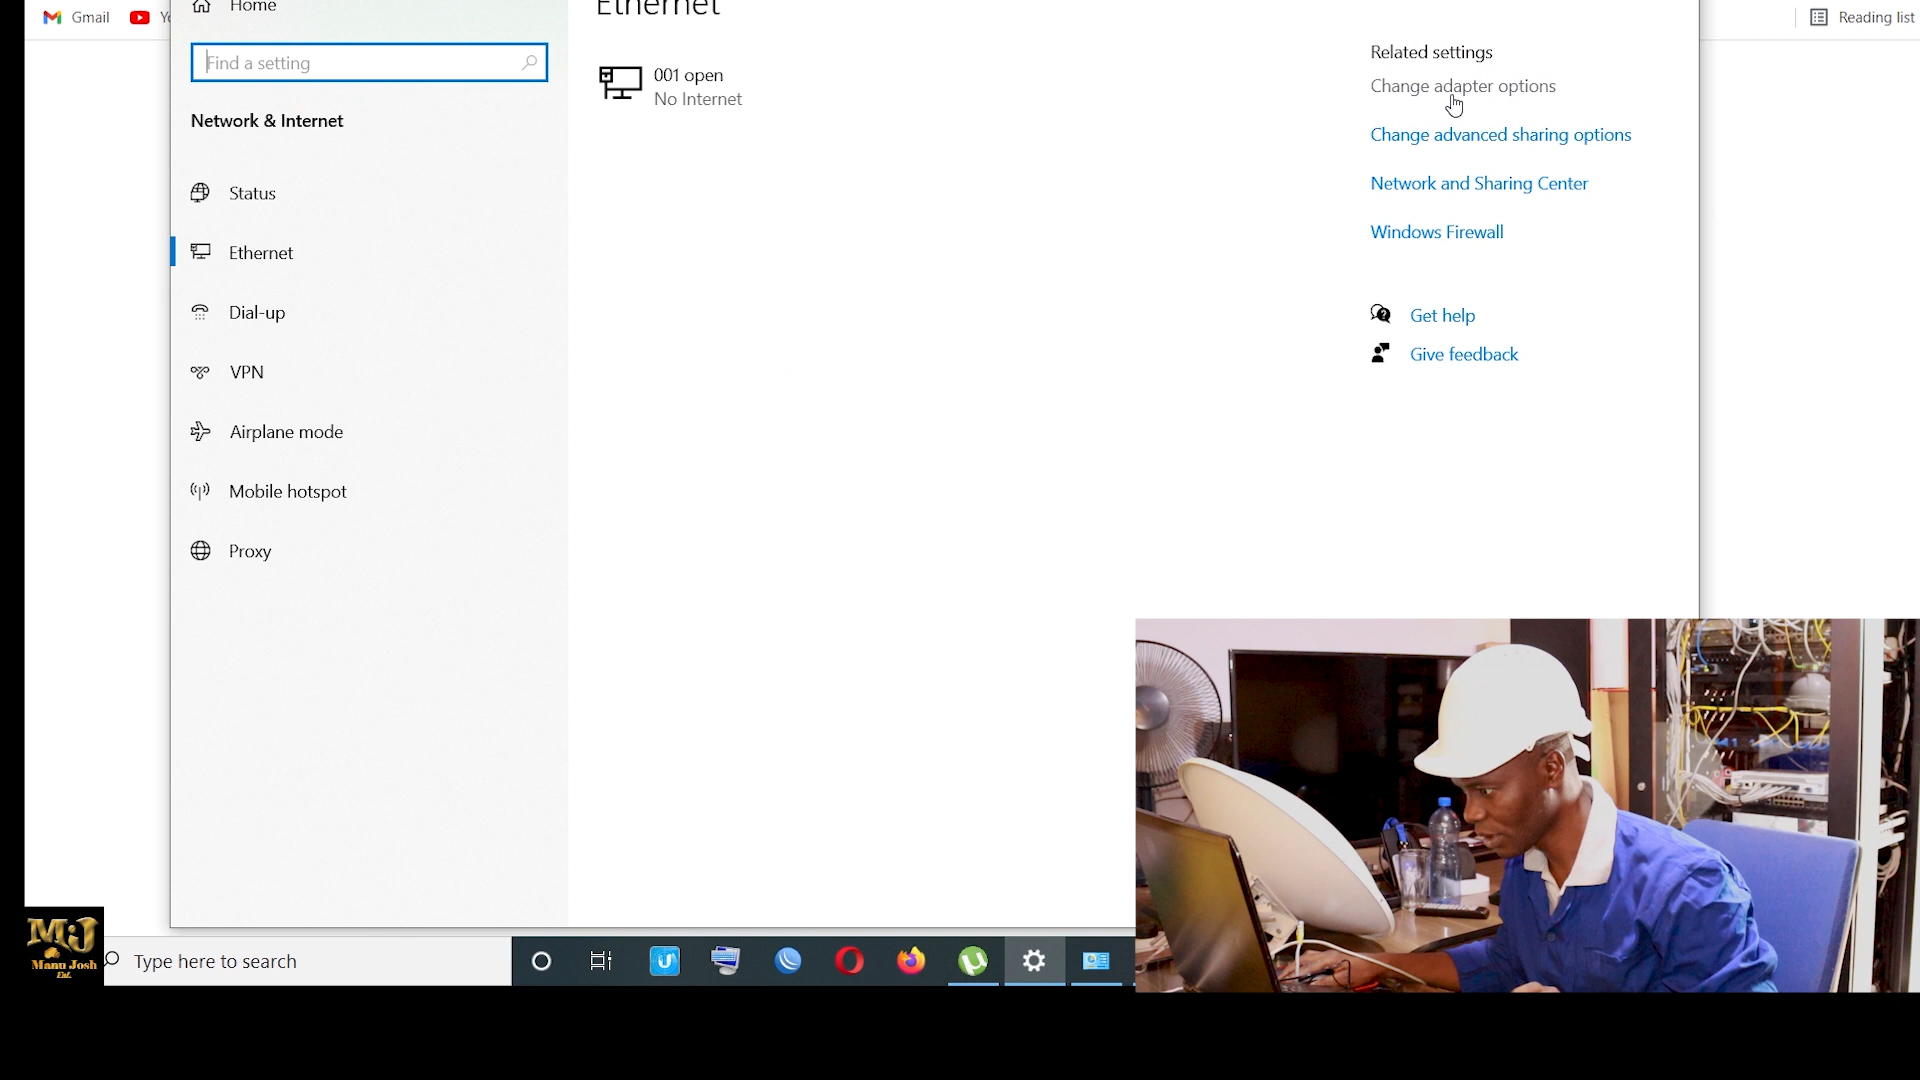 Gmail
Reading list
Home
Ethernet
Find a setting
001 open
No Internet
Related settings
Change adapter options
Change advanced sharing options
Network and Sharing Center
Windows Firewall
Get help
Give feedback
Network & Internet
Status
Ethernet
Dial-up
VPN
Airplane mode
Mobile hotspot
Proxy
MJ
Manu Josh
Ent.
Type here to search